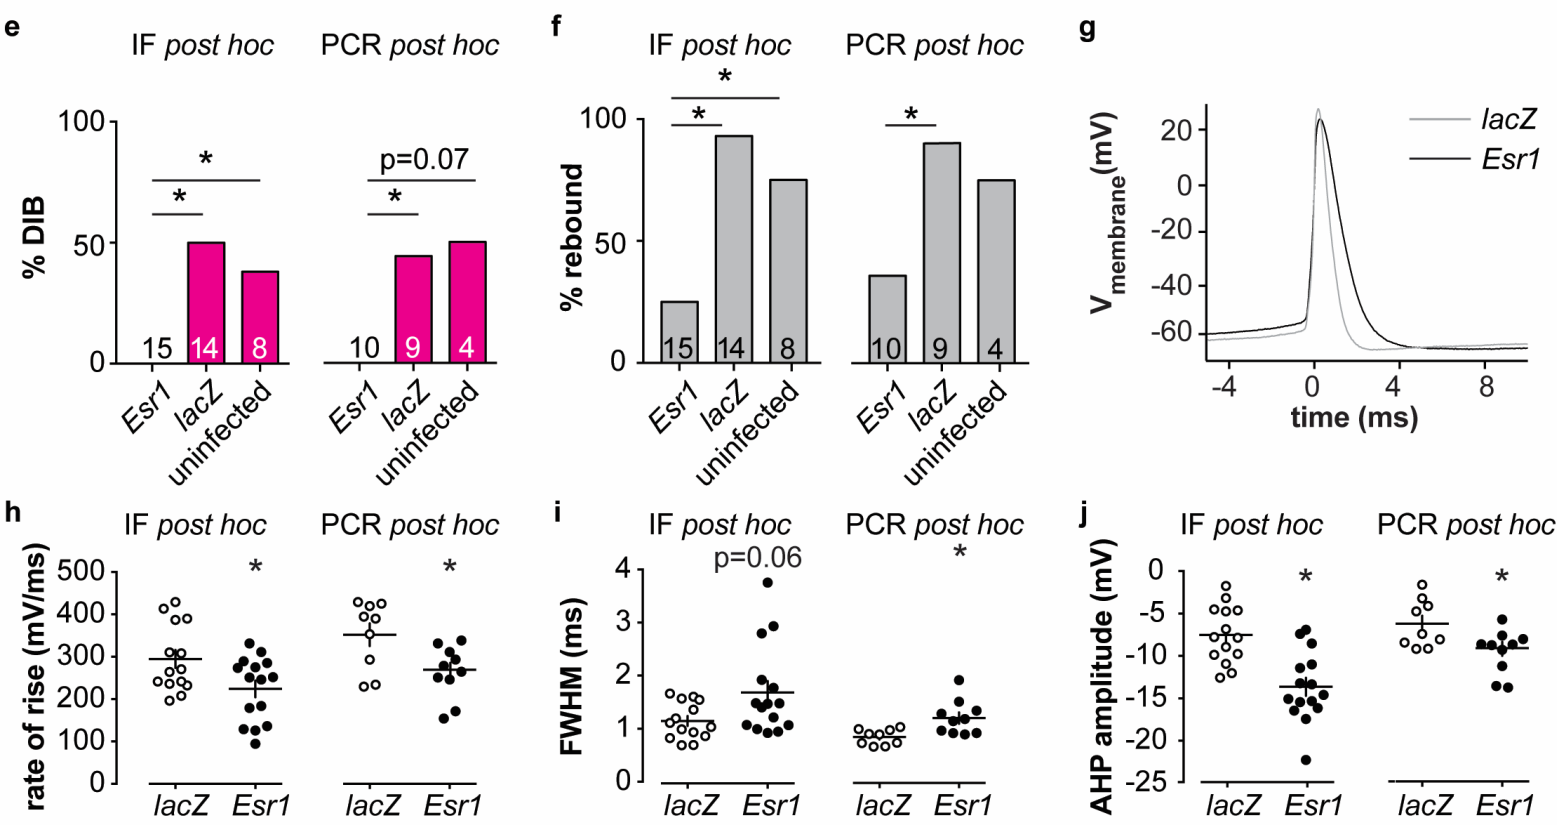 e
IF post hoc
PCR post hoc
% DIB
100
50
0
*
*
p=0.07
*
15
14
8
10
9
4
Esr1
lacZ
uninfected
Esr1
lacZ
uninfected
f
IF post hoc
PCR post hoc
% rebound
100
50
0
*
*
*
15
14
8
10
9
4
Esr1
lacZ
uninfected
Esr1
lacZ
uninfected
g
Vmembrane(mV)
20
0
-20
-40
-60
lacZ
Esr1
-4
0
4
8
time (ms)
h
IF post hoc
PCR post hoc
rate of rise (mV/ms)
500
400
300
200
100
0
*
*
lacZ
Esr1
lacZ
Esr1
i
IF post hoc
PCR post hoc
FWHM (ms)
4
3
2
1
0
p=0.06
*
lacZ
Esr1
lacZ
Esr1
j
IF post hoc
PCR post hoc
AHP amplitude (mV)
0
-5
-10
-15
-20
-25
*
*
lacZ
Esr1
lacZ
Esr1